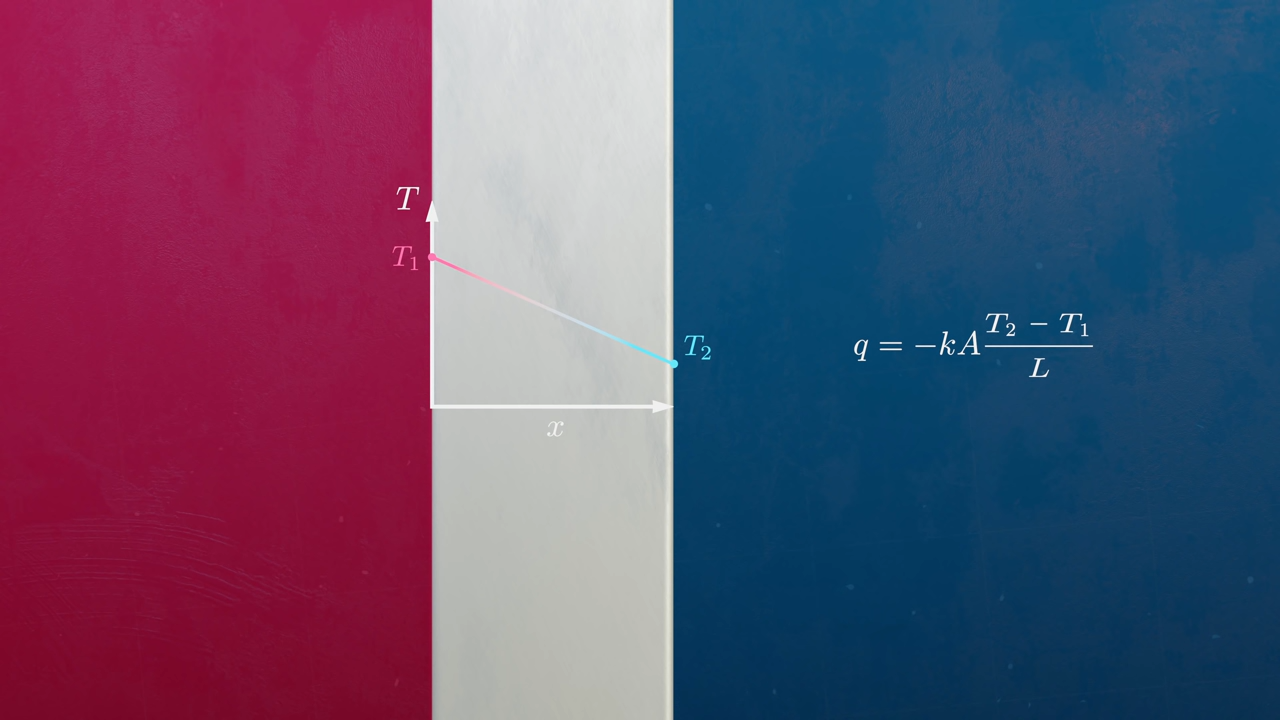 T
T₁
T₂
q = −kA (T₂ − T₁)/L
x